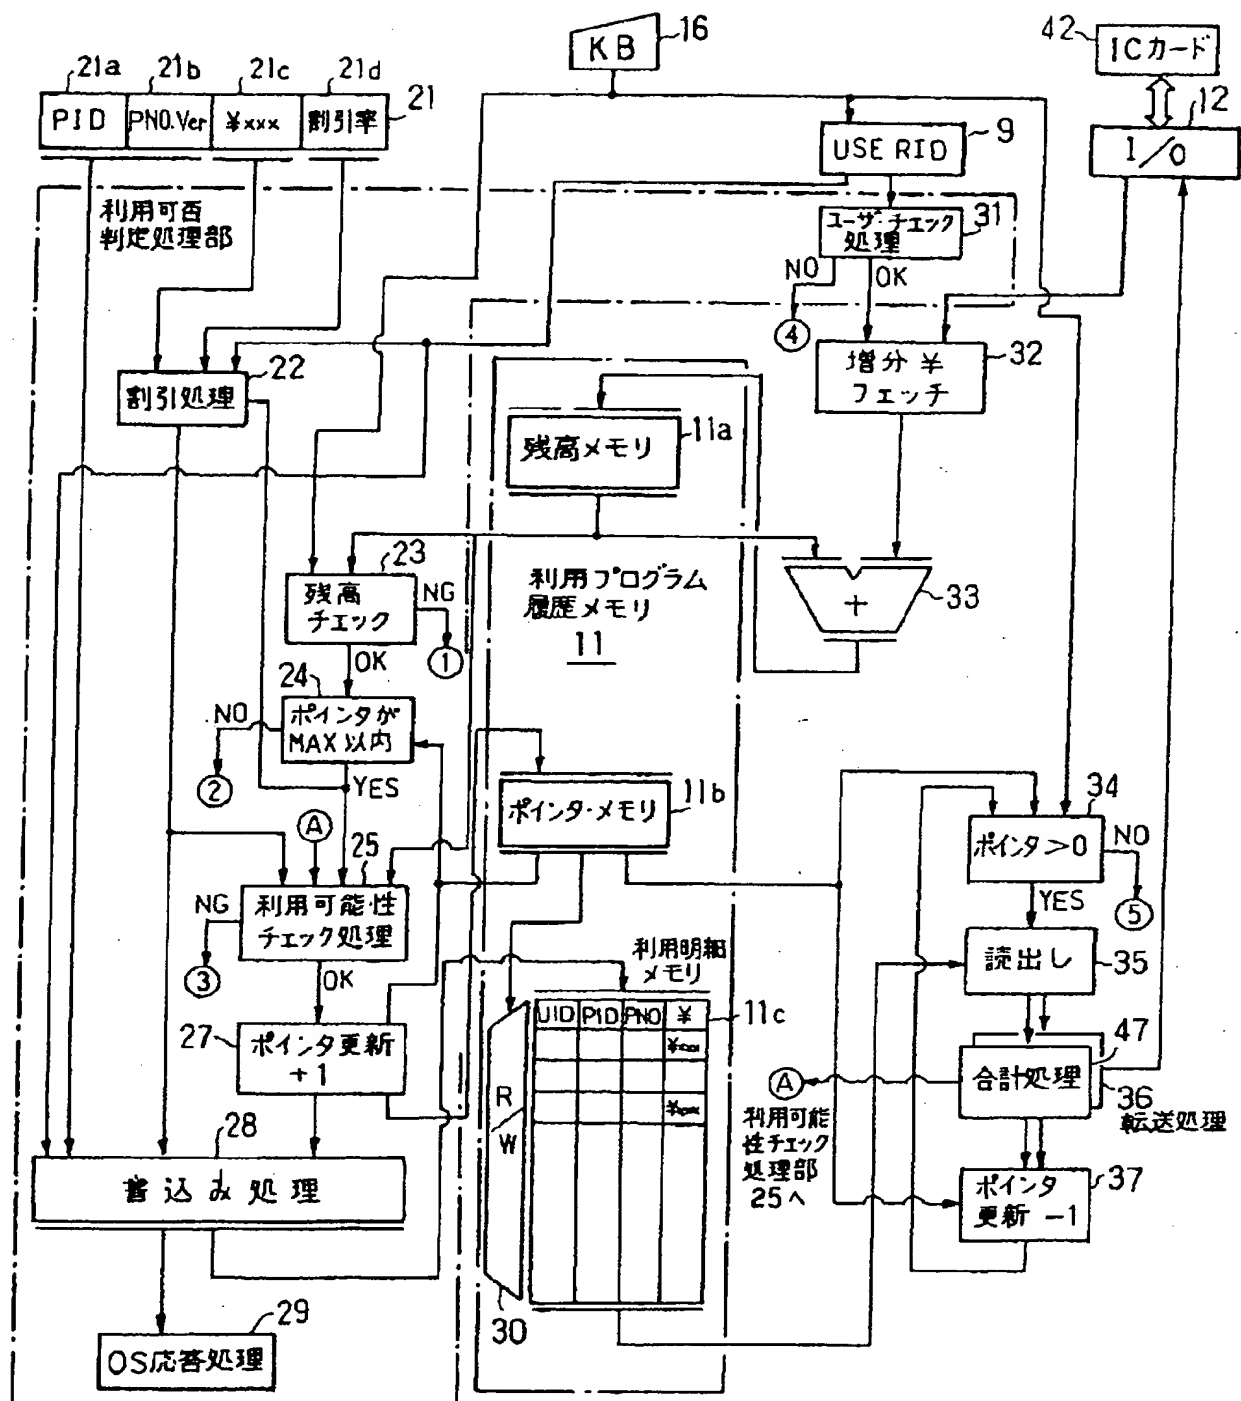 KB
16
42
ICカード
21a
21b
21c
21d
21
PID
PNO.Ver
¥×××
割引率
9
USERID
12
I/O
利用可否
判定処理部
ユーザ・チェック
処理
31
NO
OK
④
増分 ¥
フェッチ
32
22
割引処理
残高メモリ
11a
23
残高
チェック
NG
①
OK
利用プログラム
履歴メモリ
11
+
33
24
NO
ポインタが
MAX以内
②
YES
ポインタ・メモリ
11b
34
ポインタ>0
NO
⑤
YES
Ⓐ
25
NG
利用可能性
チェック処理
③
OK
利用明細
メモリ
読出し
35
27
ポインタ更新
+1
UID
PID
PNO
¥
11c
¥×××
¥×××
R
W
30
47
合計処理
36
転送処理
Ⓐ
利用可能
性チェック
処理部
25へ
28
書込み処理
ポインタ
更新 -1
37
29
OS応答処理